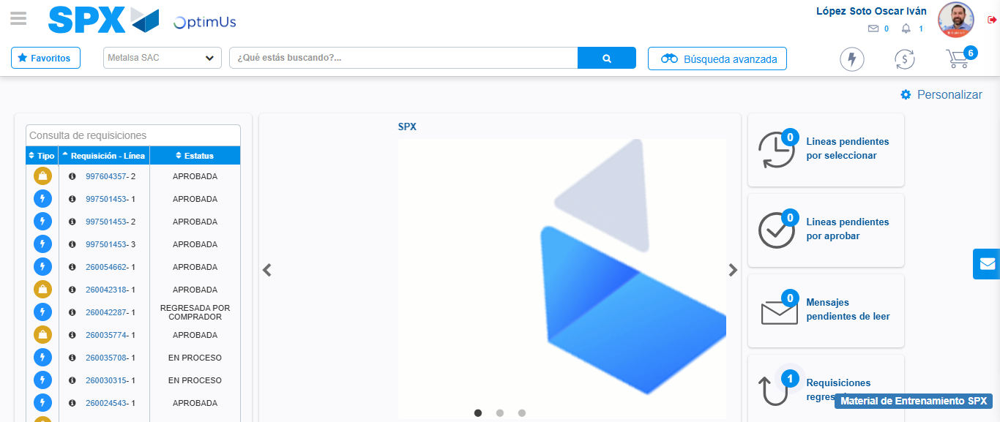 SPX OptimUs
López Soto Oscar Iván
0 1
Favoritos
Metalsa SAC
¿Qué estás buscando?...
Búsqueda avanzada
$
6
Personalizar
Consulta de requisiciones
Tipo Requisición - Línea Estatus
997604357- 2 APROBADA
997501453- 1 APROBADA
997501453- 2 APROBADA
997501453- 3 APROBADA
260054662- 1 APROBADA
260042318- 1 APROBADA
260042287- 1 REGRESADA POR
COMPRADOR
260035774- 1 APROBADA
260035708- 1 EN PROCESO
260030315- 1 EN PROCESO
260024543- 1 APROBADA
SPX
0
Lineas pendientes
por seleccionar
0
Lineas pendientes
por aprobar
0
Mensajes
pendientes de leer
1
Requisiciones
Material de Entrenamiento SPX